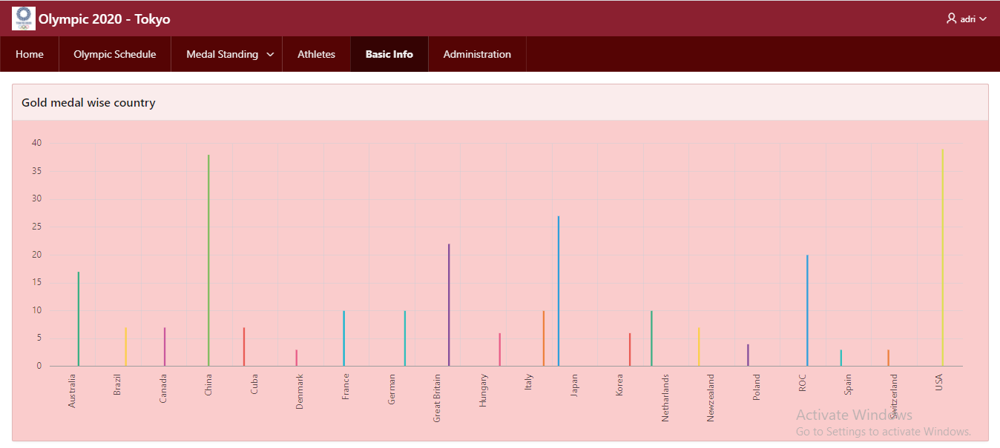 Olympic 2020 - Tokyo
adri
Home
Olympic Schedule
Medal Standing
Athletes
Basic Info
Administration
Gold medal wise country
40
35
30
25
20
15
10
5
0
Australia
Brazil
Canada
China
Cuba
Denmark
France
German
Great Britain
Hungary
Italy
Japan
Korea
Netharlands
Newzealand
Poland
ROC
Spain
Switzerland
USA
Activate Windows
Go to Settings to activate Windows.